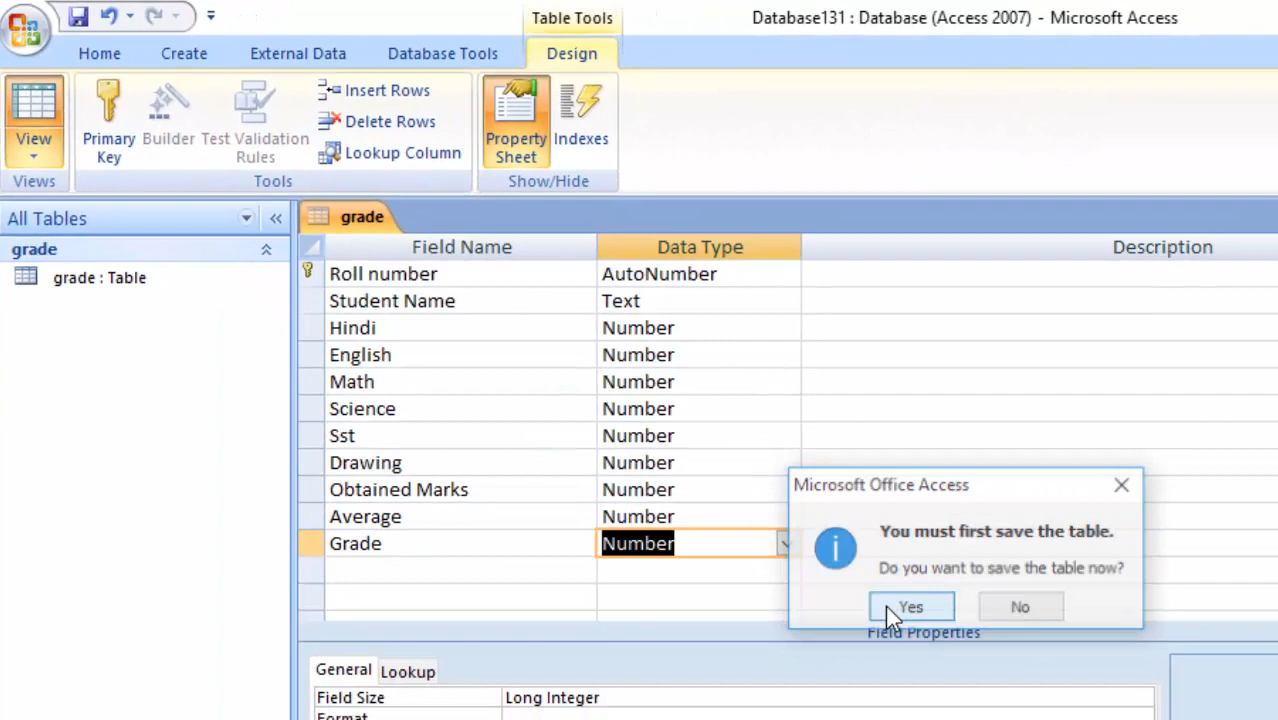 Table Tools
Database131 : Database (Access 2007) - Microsoft Access
Home
Create
External Data
Database Tools
Design
View
Primary Key
Builder
Test Validation Rules
Insert Rows
Delete Rows
Lookup Column
Property Sheet
Indexes
Views
Tools
Show/Hide
All Tables
grade
grade
grade : Table
Field Name Data Type Description
Roll number AutoNumber
Student Name Text
Hindi Number
English Number
Math Number
Science Number
Sst Number
Drawing Number
Obtained Marks Number
Average Number
Grade Number
Microsoft Office Access
You must first save the table.
Do you want to save the table now?
Yes No
Field Properties
General Lookup
Field Size Long Integer
Format